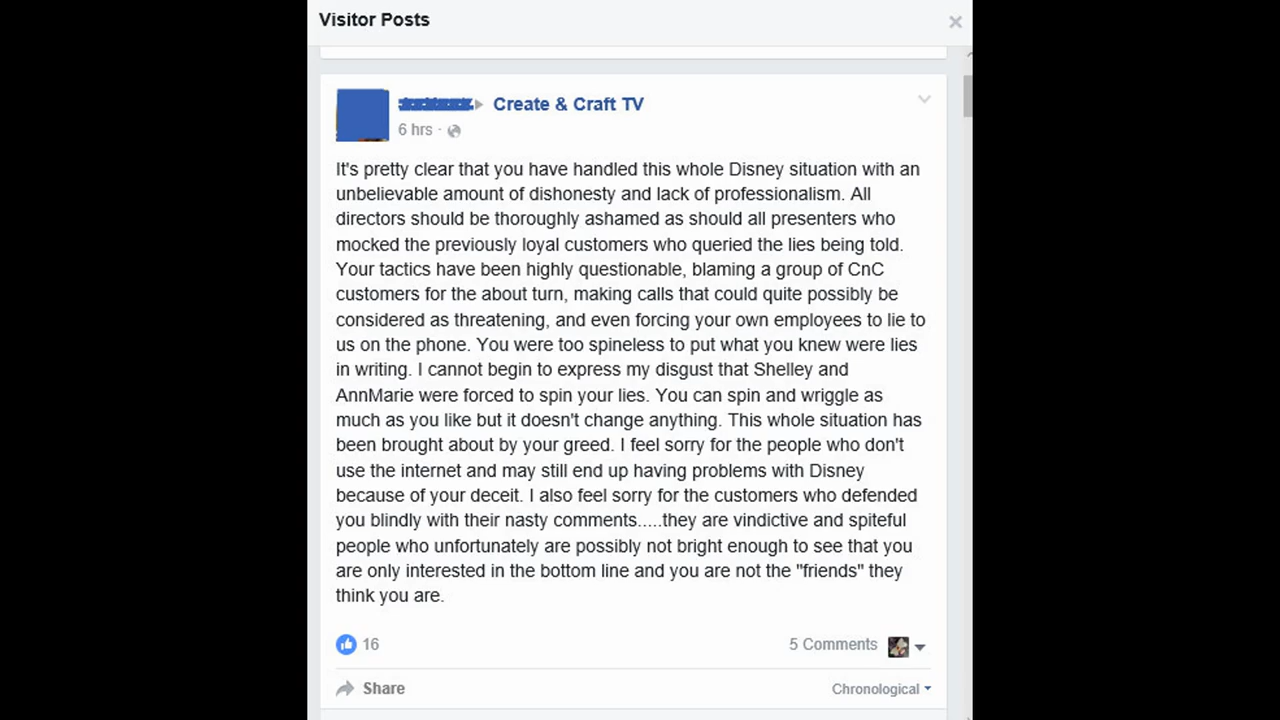 Visitor Posts
Create & Craft TV
6 hrs ·
It's pretty clear that you have handled this whole Disney situation with an
unbelievable amount of dishonesty and lack of professionalism. All
directors should be thoroughly ashamed as should all presenters who
mocked the previously loyal customers who queried the lies being told.
Your tactics have been highly questionable, blaming a group of CnC
customers for the about turn, making calls that could quite possibly be
considered as threatening, and even forcing your own employees to lie to
us on the phone. You were too spineless to put what you knew were lies
in writing. I cannot begin to express my disgust that Shelley and
AnnMarie were forced to spin your lies. You can spin and wriggle as
much as you like but it doesn't change anything. This whole situation has
been brought about by your greed. I feel sorry for the people who don't
use the internet and may still end up having problems with Disney
because of your deceit. I also feel sorry for the customers who defended
you blindly with their nasty comments.....they are vindictive and spiteful
people who unfortunately are possibly not bright enough to see that you
are only interested in the bottom line and you are not the "friends" they
think you are.
16
5 Comments
Share
Chronological